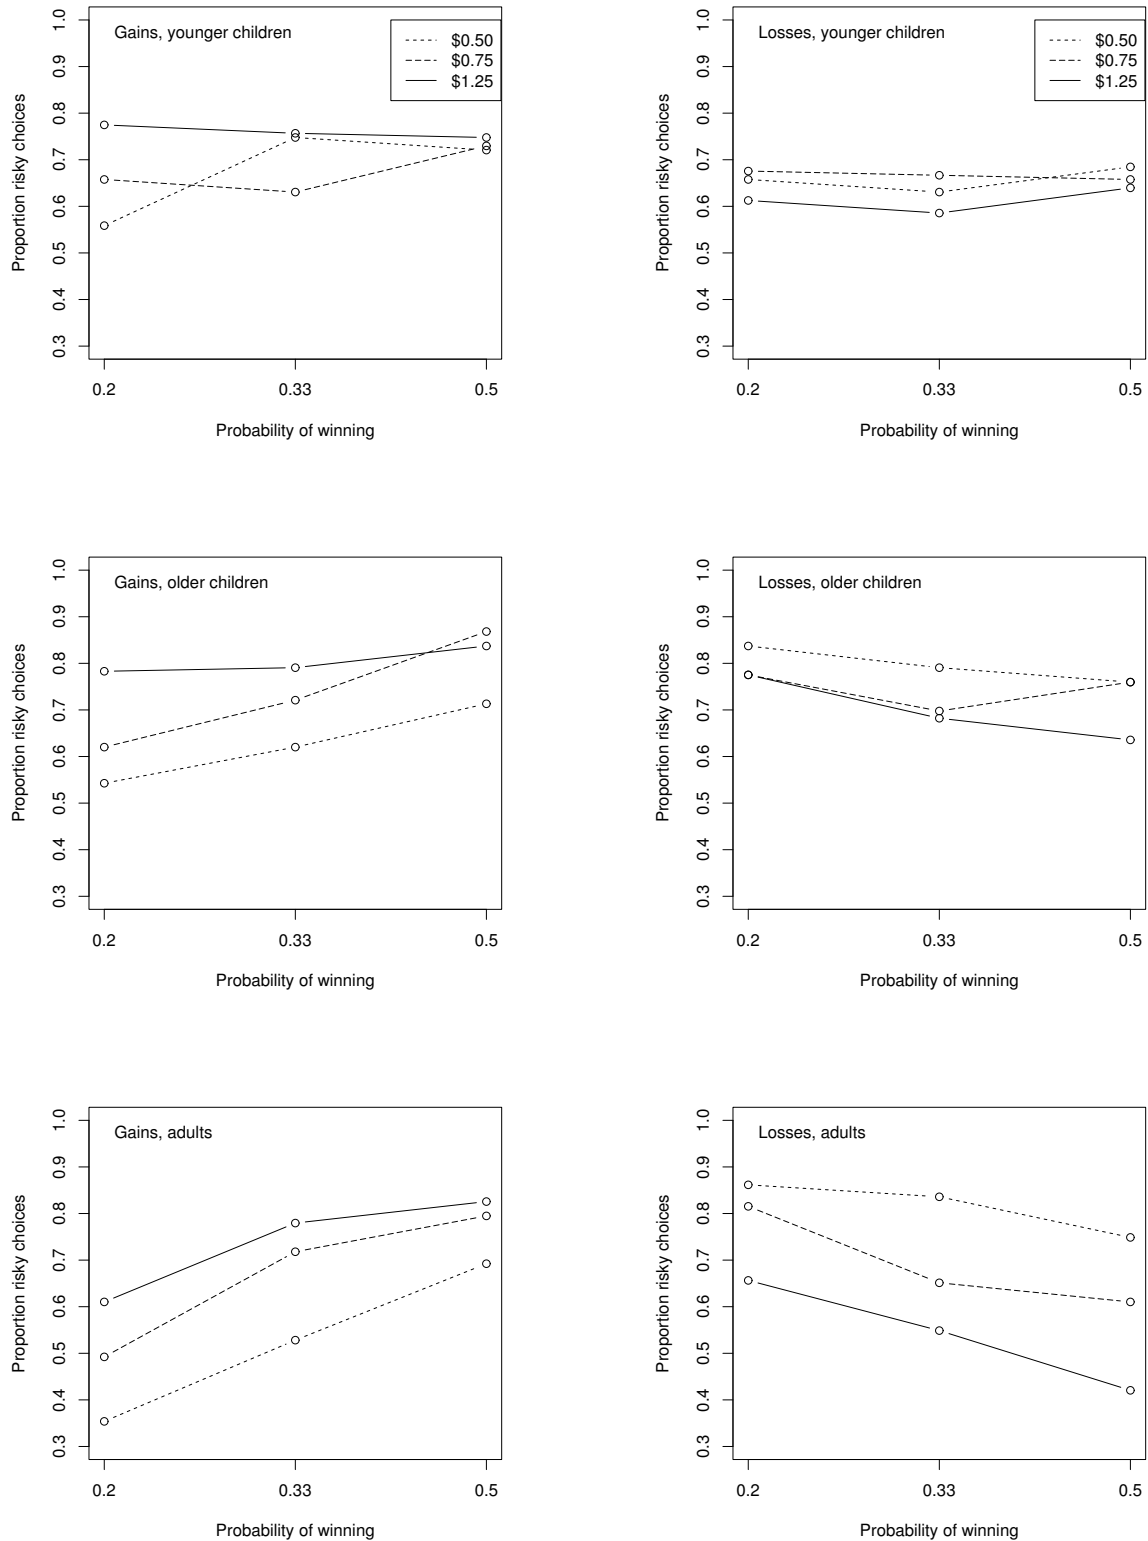 Gains, younger children
$0.50
$0.75
$1.25
Proportion risky choices
1.0
0.9
0.8
0.7
0.6
0.5
0.4
0.3
0.2 0.33 0.5
Probability of winning
Losses, younger children
$0.50
$0.75
$1.25
Proportion risky choices
1.0
0.9
0.8
0.7
0.6
0.5
0.4
0.3
0.2 0.33 0.5
Probability of winning
Gains, older children
Proportion risky choices
1.0
0.9
0.8
0.7
0.6
0.5
0.4
0.3
0.2 0.33 0.5
Probability of winning
Losses, older children
Proportion risky choices
1.0
0.9
0.8
0.7
0.6
0.5
0.4
0.3
0.2 0.33 0.5
Probability of winning
Gains, adults
Proportion risky choices
1.0
0.9
0.8
0.7
0.6
0.5
0.4
0.3
0.2 0.33 0.5
Probability of winning
Losses, adults
Proportion risky choices
1.0
0.9
0.8
0.7
0.6
0.5
0.4
0.3
0.2 0.33 0.5
Probability of winning